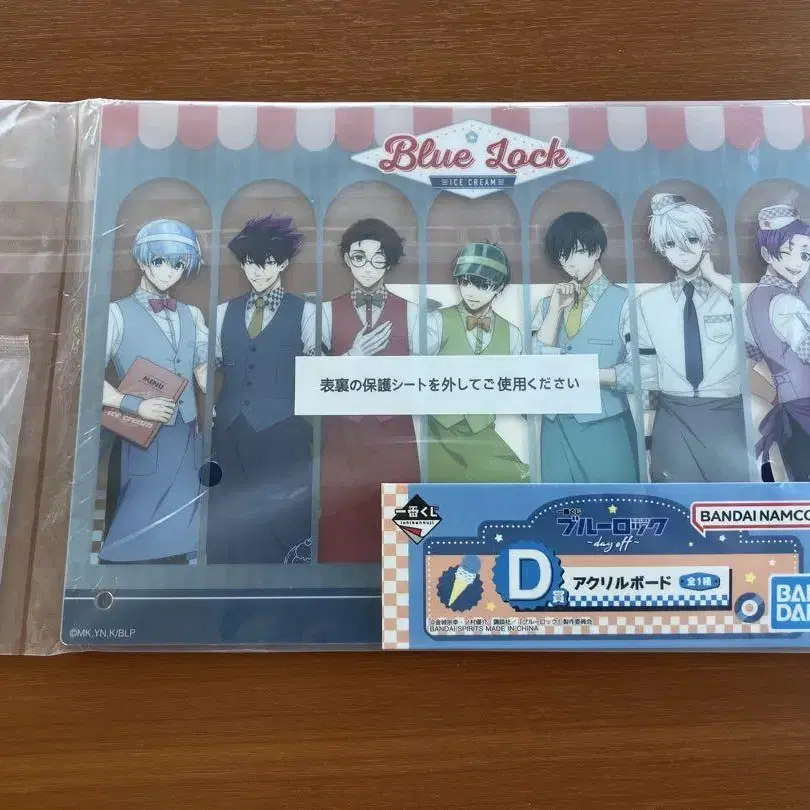 Blue Lock
ICE CREAM
MENU
ICE CREAM
表裏の保護シートを外してご使用ください
一番くじ
ichibankuji
一番くじ
ブルーロック
~day off~
BANDAI NAMCO
D賞
アクリルボード
全1種
©金城宗幸・ノ村優介/講談社/「ブルーロック」製作委員会
BANDAI SPIRITS MADE IN CHINA
©MK,YN,K/BLP